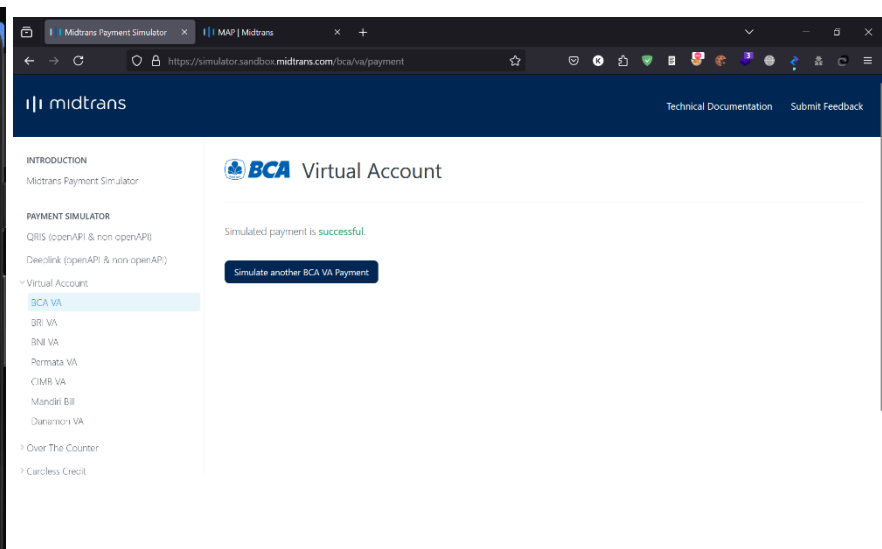 Midtrans Payment Simulator
MAP | Midtrans
https://simulator.sandbox.midtrans.com/bca/va/payment
3
midtrans
Technical Documentation
Submit Feedback
INTRODUCTION
Midtrans Payment Simulator
PAYMENT SIMULATOR
QRIS (openAPI & non openAPI)
Deeplink (openAPI & non openAPI)
Virtual Account
BCA VA
BRI VA
BNI VA
Permata VA
CIMB VA
Mandiri Bill
Danamon VA
Over The Counter
Cardless Credit
BCA Virtual Account
Simulated payment is successful.
Simulate another BCA VA Payment